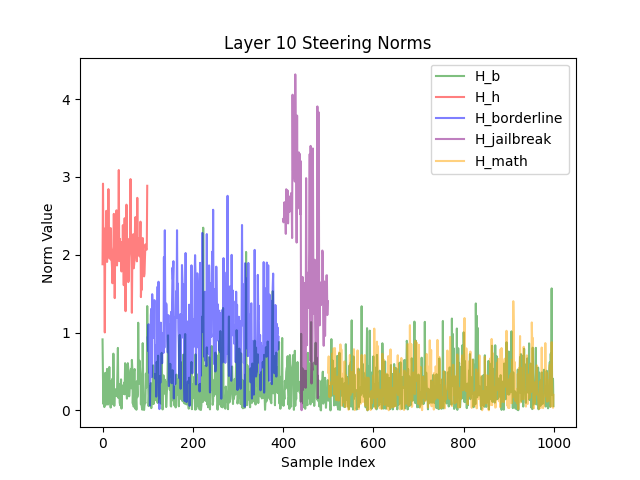 Layer 10 Steering Norms
Norm Value
4
3
2
1
0
H_b
H_h
H_borderline
H_jailbreak
H_math
0
200
400
600
800
1000
Sample Index